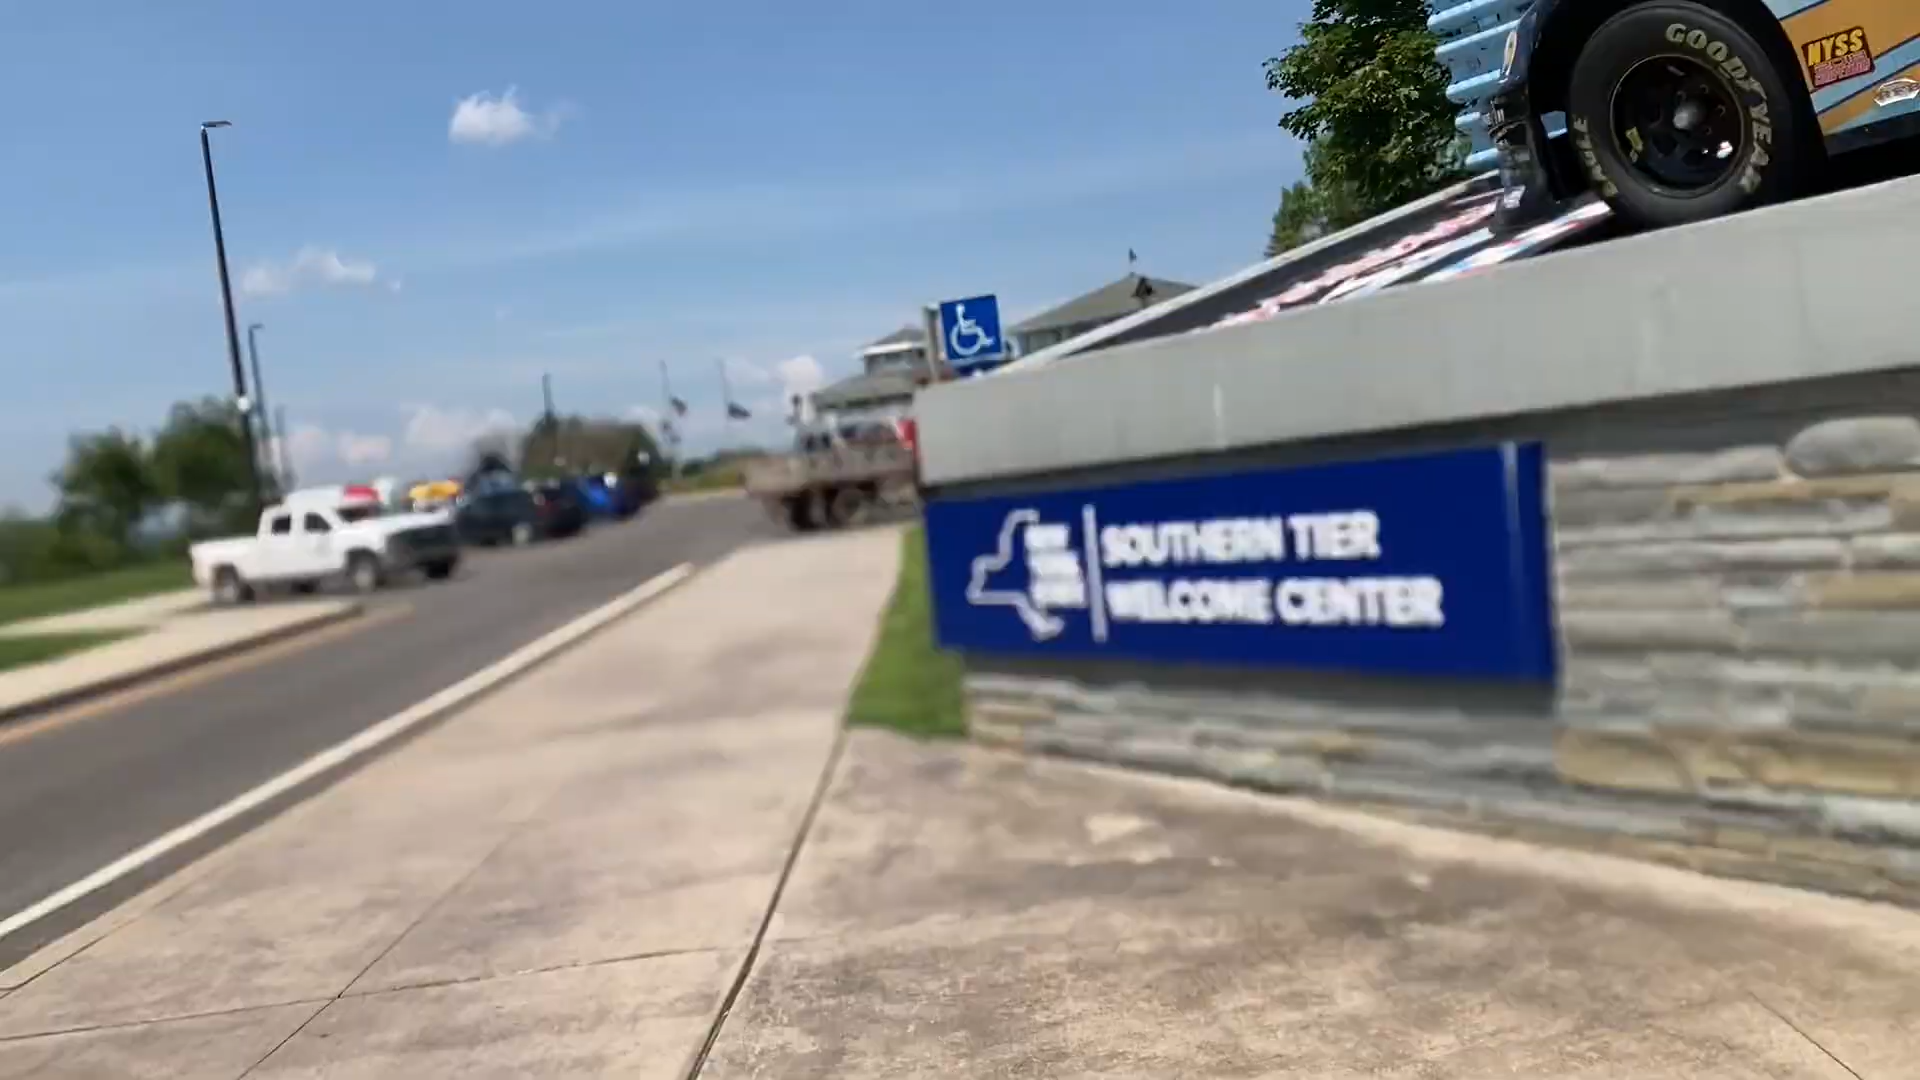 GOODYEAR
EAGLE
NYSS
SOUTHERN TIER
WELCOME CENTER